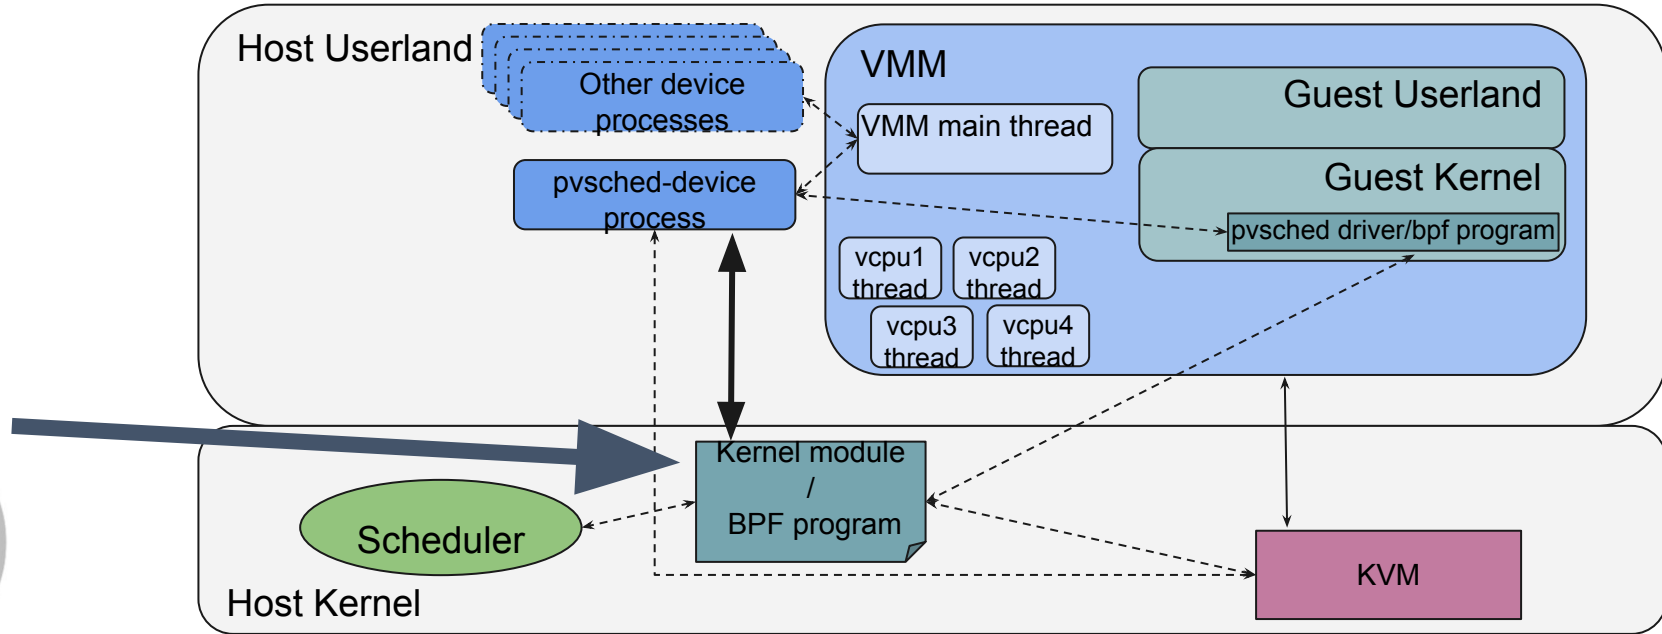 Host Userland
Other device
processes
pvsched-device
process
VMM
VMM main thread
Guest Userland
Guest Kernel
pvsched driver/bpf program
vcpu1
thread
vcpu2
thread
vcpu3
thread
vcpu4
thread
Kernel module
/
BPF program
Scheduler
KVM
Host Kernel